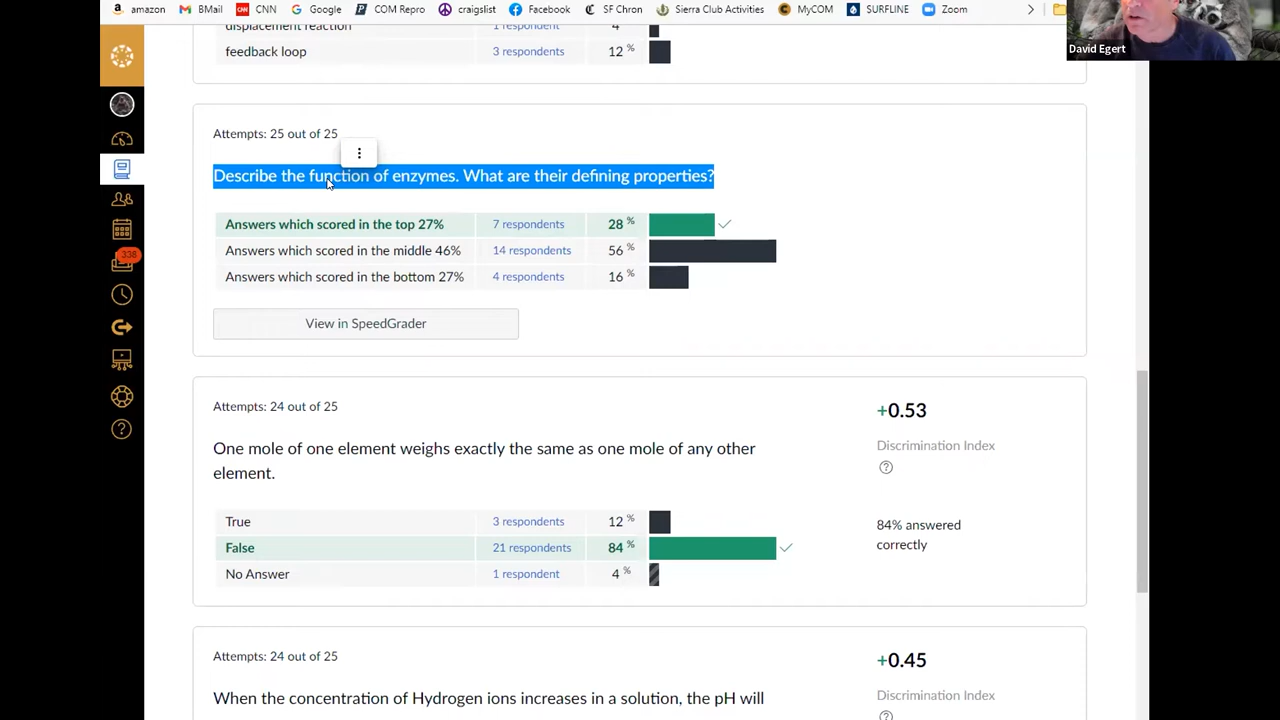 amazon BMail CNN Google COM Repro craigslist Facebook SF Chron Sierra Club Activities MyCOM SURFLINE Zoom
David Egert
displacement reaction 1 respondent 4
feedback loop 3 respondents 12 %
Attempts: 25 out of 25
Describe the function of enzymes. What are their defining properties?
Answers which scored in the top 27% 7 respondents 28 %
Answers which scored in the middle 46% 14 respondents 56 %
Answers which scored in the bottom 27% 4 respondents 16 %
338
View in SpeedGrader
Attempts: 24 out of 25
+0.53
Discrimination Index
One mole of one element weighs exactly the same as one mole of any other
element.
True 3 respondents 12 %
84% answered
correctly
False 21 respondents 84 %
No Answer 1 respondent 4 %
Attempts: 24 out of 25
+0.45
Discrimination Index
When the concentration of Hydrogen ions increases in a solution, the pH will